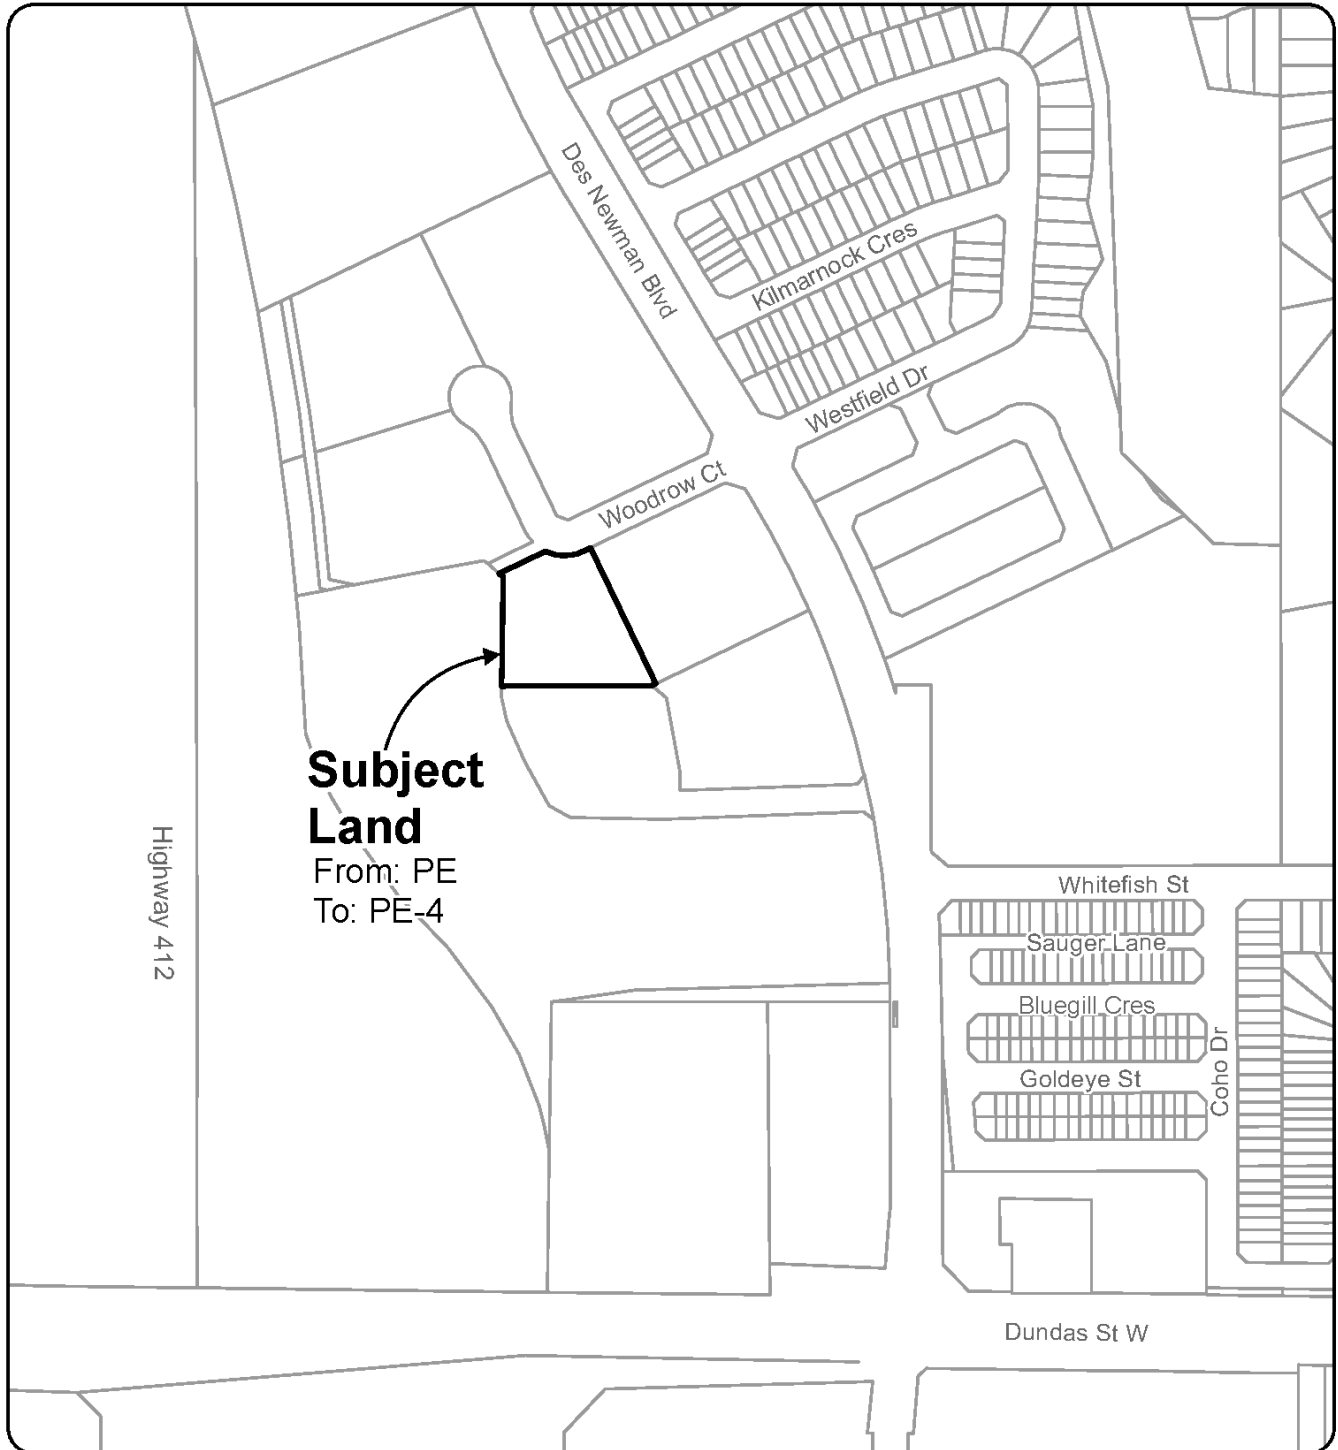 Des Newman Blvd
Kilmarnock Cres
Westfield Dr
Woodrow Ct
Subject
Land
From: PE
To: PE-4
Highway 412
Whitefish St
Sauger Lane
Bluegill Cres
Goldeye St
Coho Dr
Dundas St W